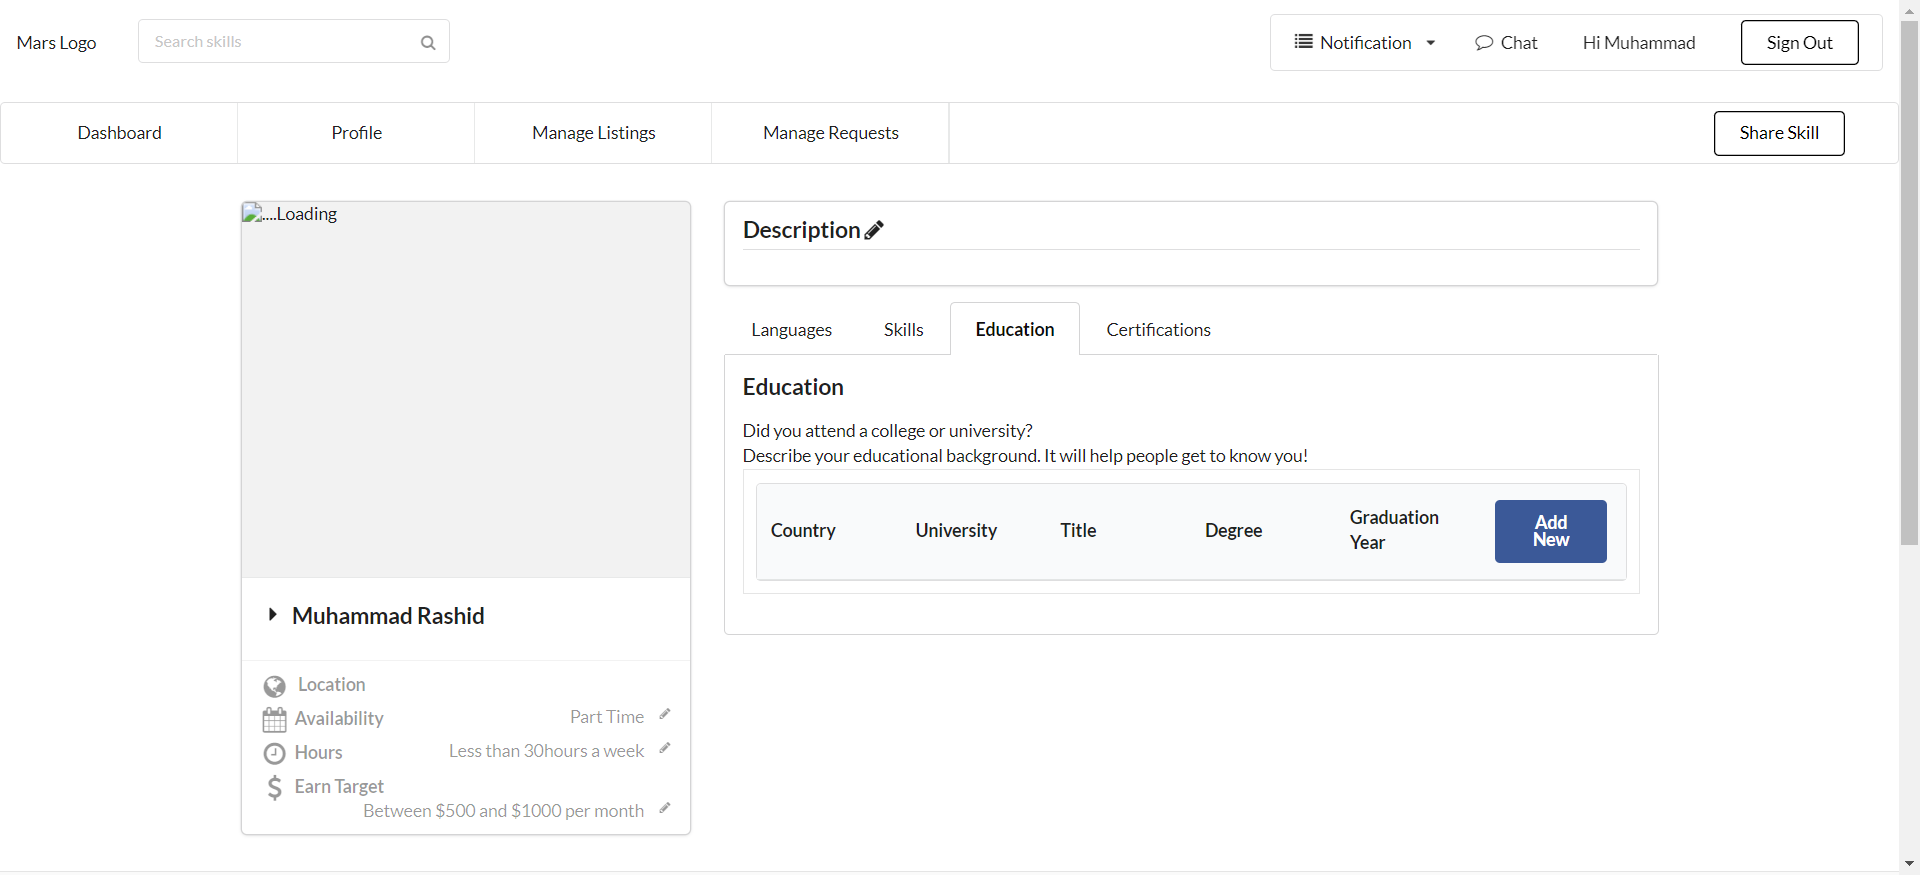 Mars Logo
Search skills
Notification
Chat
Hi Muhammad
Sign Out
Dashboard
Profile
Manage Listings
Manage Requests
Share Skill
....Loading
Muhammad Rashid
Location
Availability
Part Time
Hours
Less than 30hours a week
Earn Target
Between $500 and $1000 per month
Description
Languages
Skills
Education
Certifications
Education
Did you attend a college or university?
Describe your educational background. It will help people get to know you!
Country
University
Title
Degree
Graduation
Year
Add
New